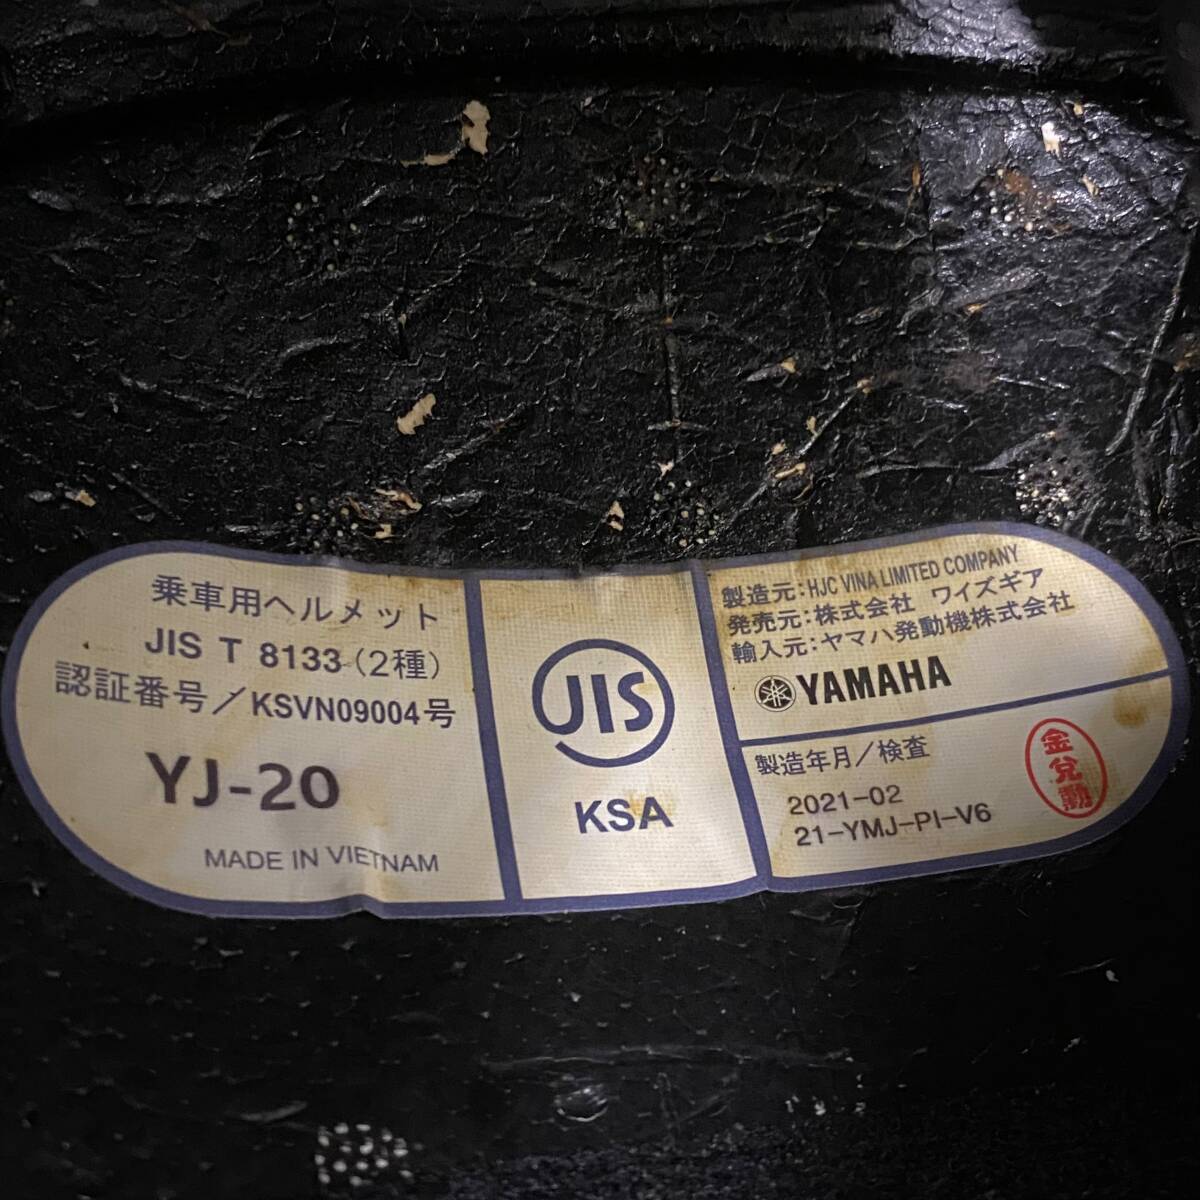 乗車用ヘルメット
JIS T 8133（2種）
認証番号／KSVN09004号
YJ-20
MADE IN VIETNAM
JIS
KSA
製造元：HJC VINA LIMITED COMPANY
発売元：株式会社 ワイズギア
輸入元：ヤマハ発動機株式会社
YAMAHA
製造年月／検査
2021-02
21-YMJ-PI-V6
金兌勲